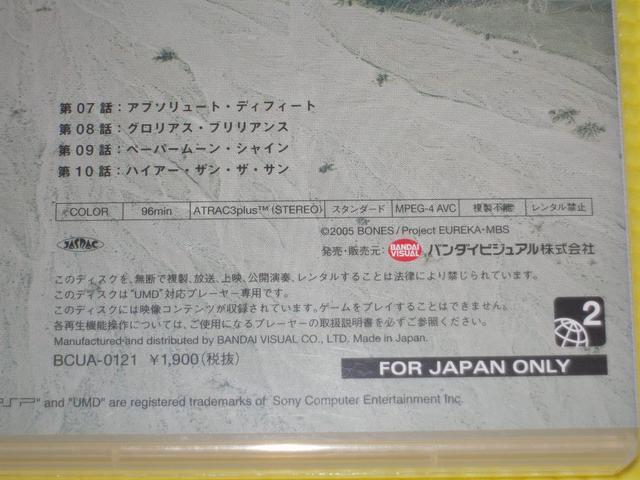 第07話：アブソリュート・ディフィート
第08話：グロリアス・ブリリアンス
第09話：ペーパームーン・シャイン
第10話：ハイアー・ザン・ザ・サン
COLOR 96min ATRAC3plus™(STEREO) スタンダード MPEG-4 AVC 複製不能 レンタル禁止
©2005 BONES/Project EUREKA・MBS
JASRAC
発売・販売元： BANDAI VISUAL バンダイビジュアル株式会社
このディスクを、無断で複製、放送、上映、公開演奏、レンタルすることは法律により禁じられています。
このディスクは"UMD"対応プレーヤー専用です。
このディスクには映像コンテンツが収録されています。ゲームをプレイすることはできません。
各再生機能操作については、ご使用になるプレーヤーの取扱説明書を必ずご参照ください。
Manufactured and distributed by BANDAI VISUAL CO., LTD. Made in Japan.
2
BCUA-0121 ¥1,900(税抜)
FOR JAPAN ONLY
PSP" and "UMD" are registered trademarks of Sony Computer Entertainment Inc.